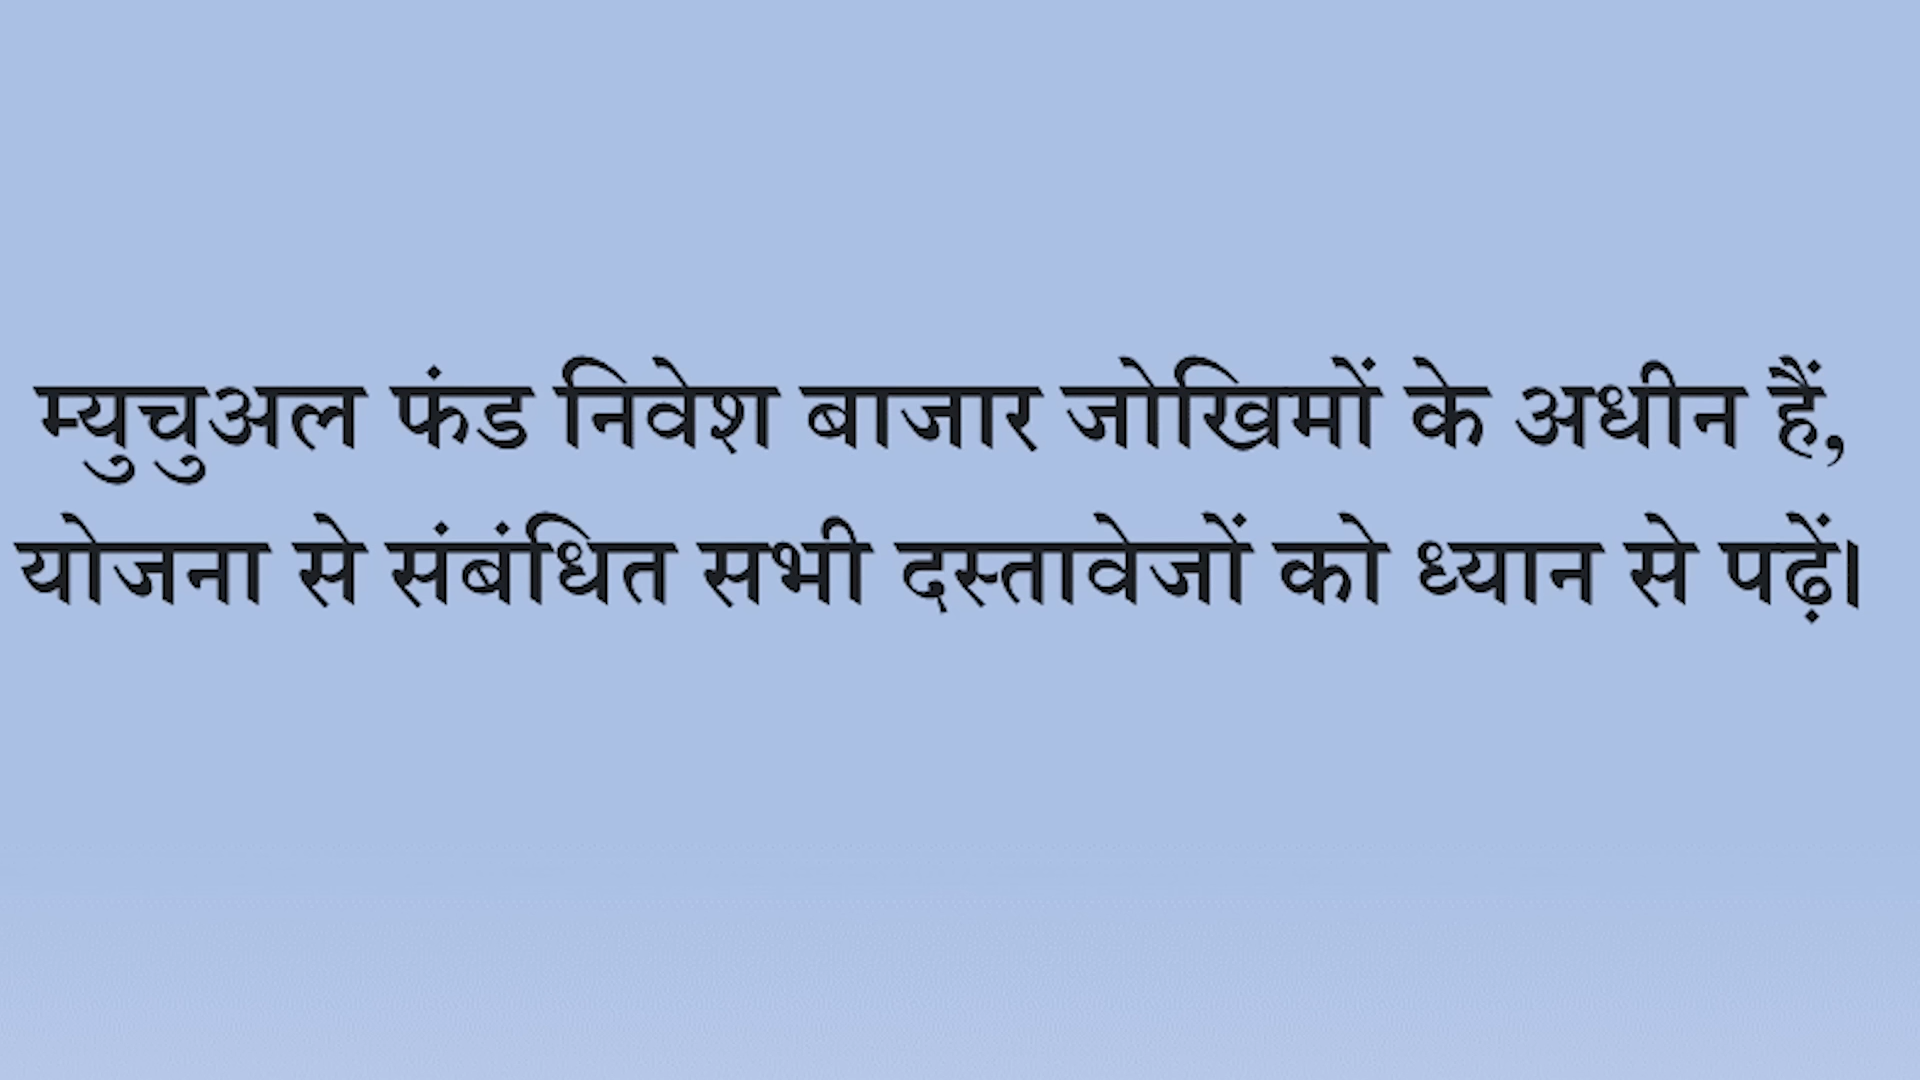 म्युचुअल फंड निवेश बाजार जोखिमों के अधीन हैं,
योजना से संबंधित सभी दस्तावेजों को ध्यान से पढ़ें।